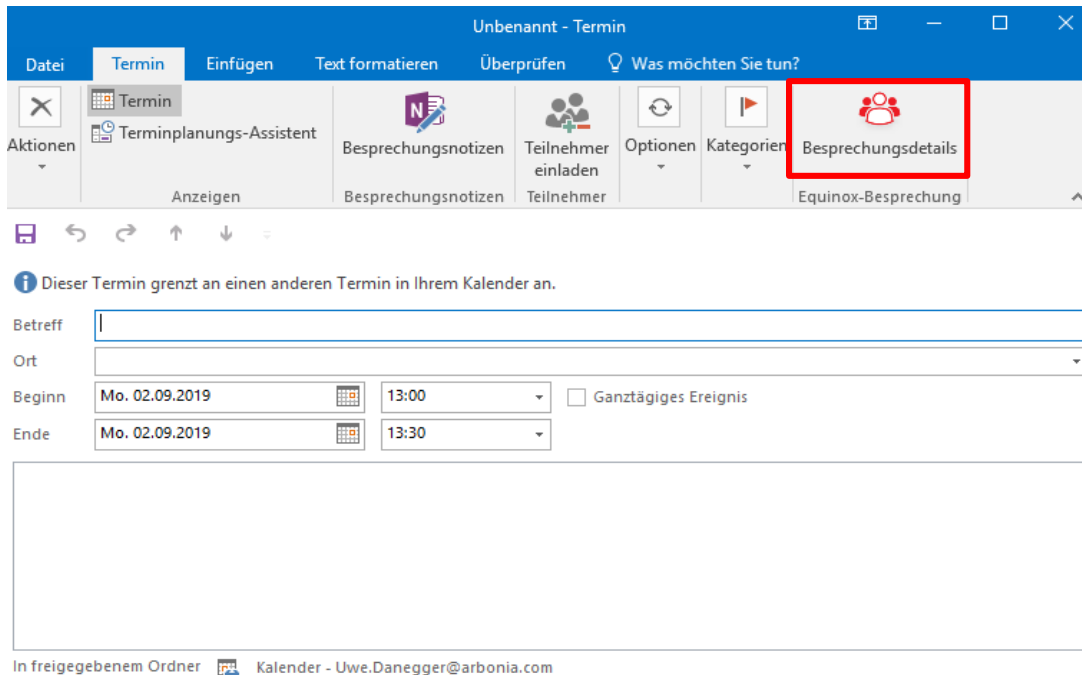 Unbenannt - Termin
Datei Termin Einfügen Text formatieren Überprüfen Was möchten Sie tun?
Aktionen
Termin
Terminplanungs-Assistent
Anzeigen
Besprechungsnotizen
Besprechungsnotizen
Teilnehmer
einladen
Teilnehmer
Optionen
Kategorien
Besprechungsdetails
Equinox-Besprechung
Dieser Termin grenzt an einen anderen Termin in Ihrem Kalender an.
Betreff
Ort
Beginn Mo. 02.09.2019 13:00 Ganztägiges Ereignis
Ende Mo. 02.09.2019 13:30
In freigegebenem Ordner Kalender - Uwe.Danegger@arbonia.com